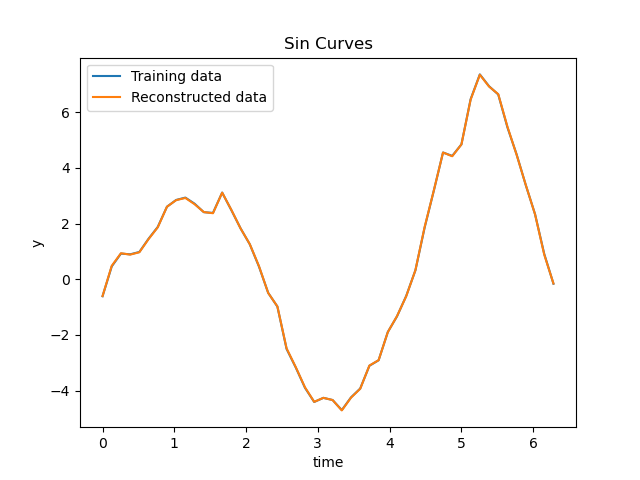 Sin Curves
Training data
Reconstructed data
6
4
2
0
−2
−4
y
0 1 2 3 4 5 6
time